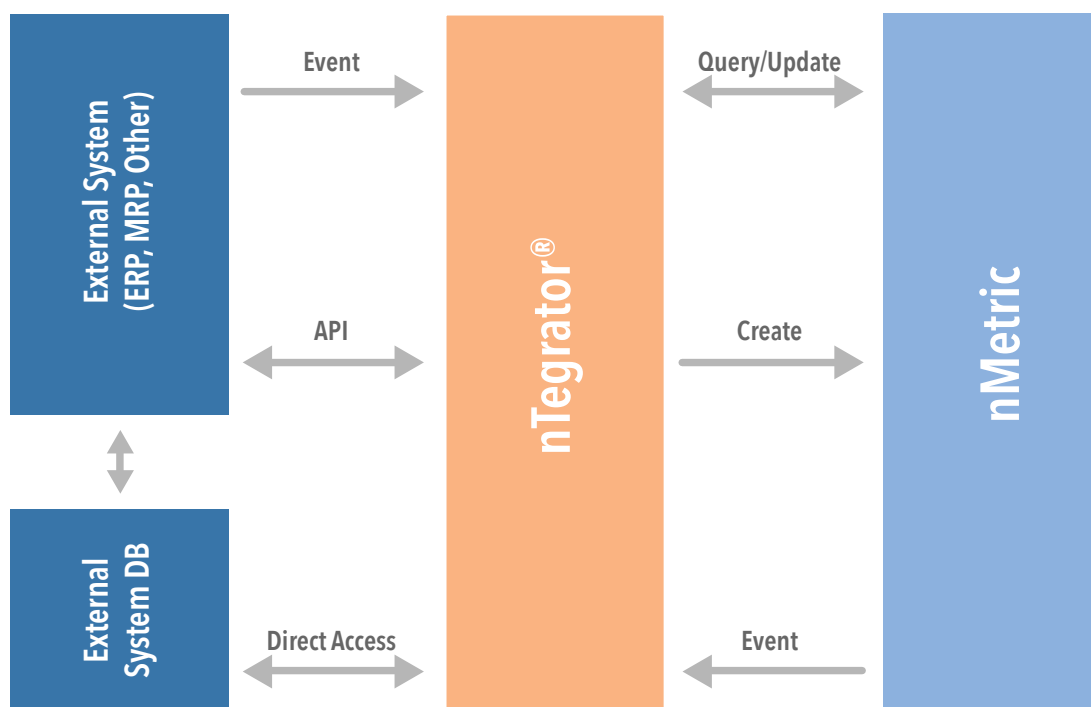 External System
(ERP, MRP, Other)
Event
API
nTegrator®
Query/Update
Create
nMetric
External
System DB
Direct Access
Event